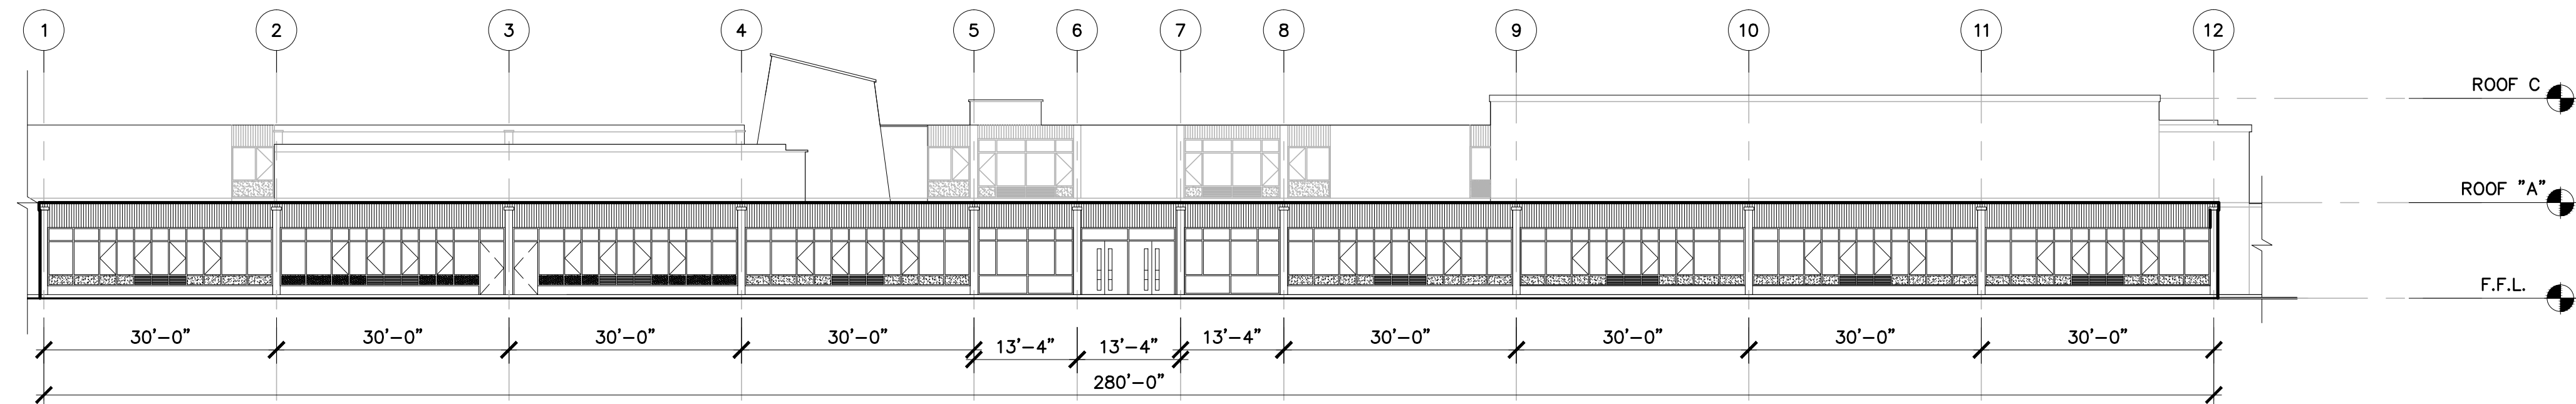 1 2 3 4 5 6 7 8 9 10 11 12
ROOF C
ROOF "A"
F.F.L.
30'-0" 30'-0" 30'-0" 30'-0" 13'-4" 13'-4" 13'-4" 30'-0" 30'-0" 30'-0" 30'-0"
280'-0"